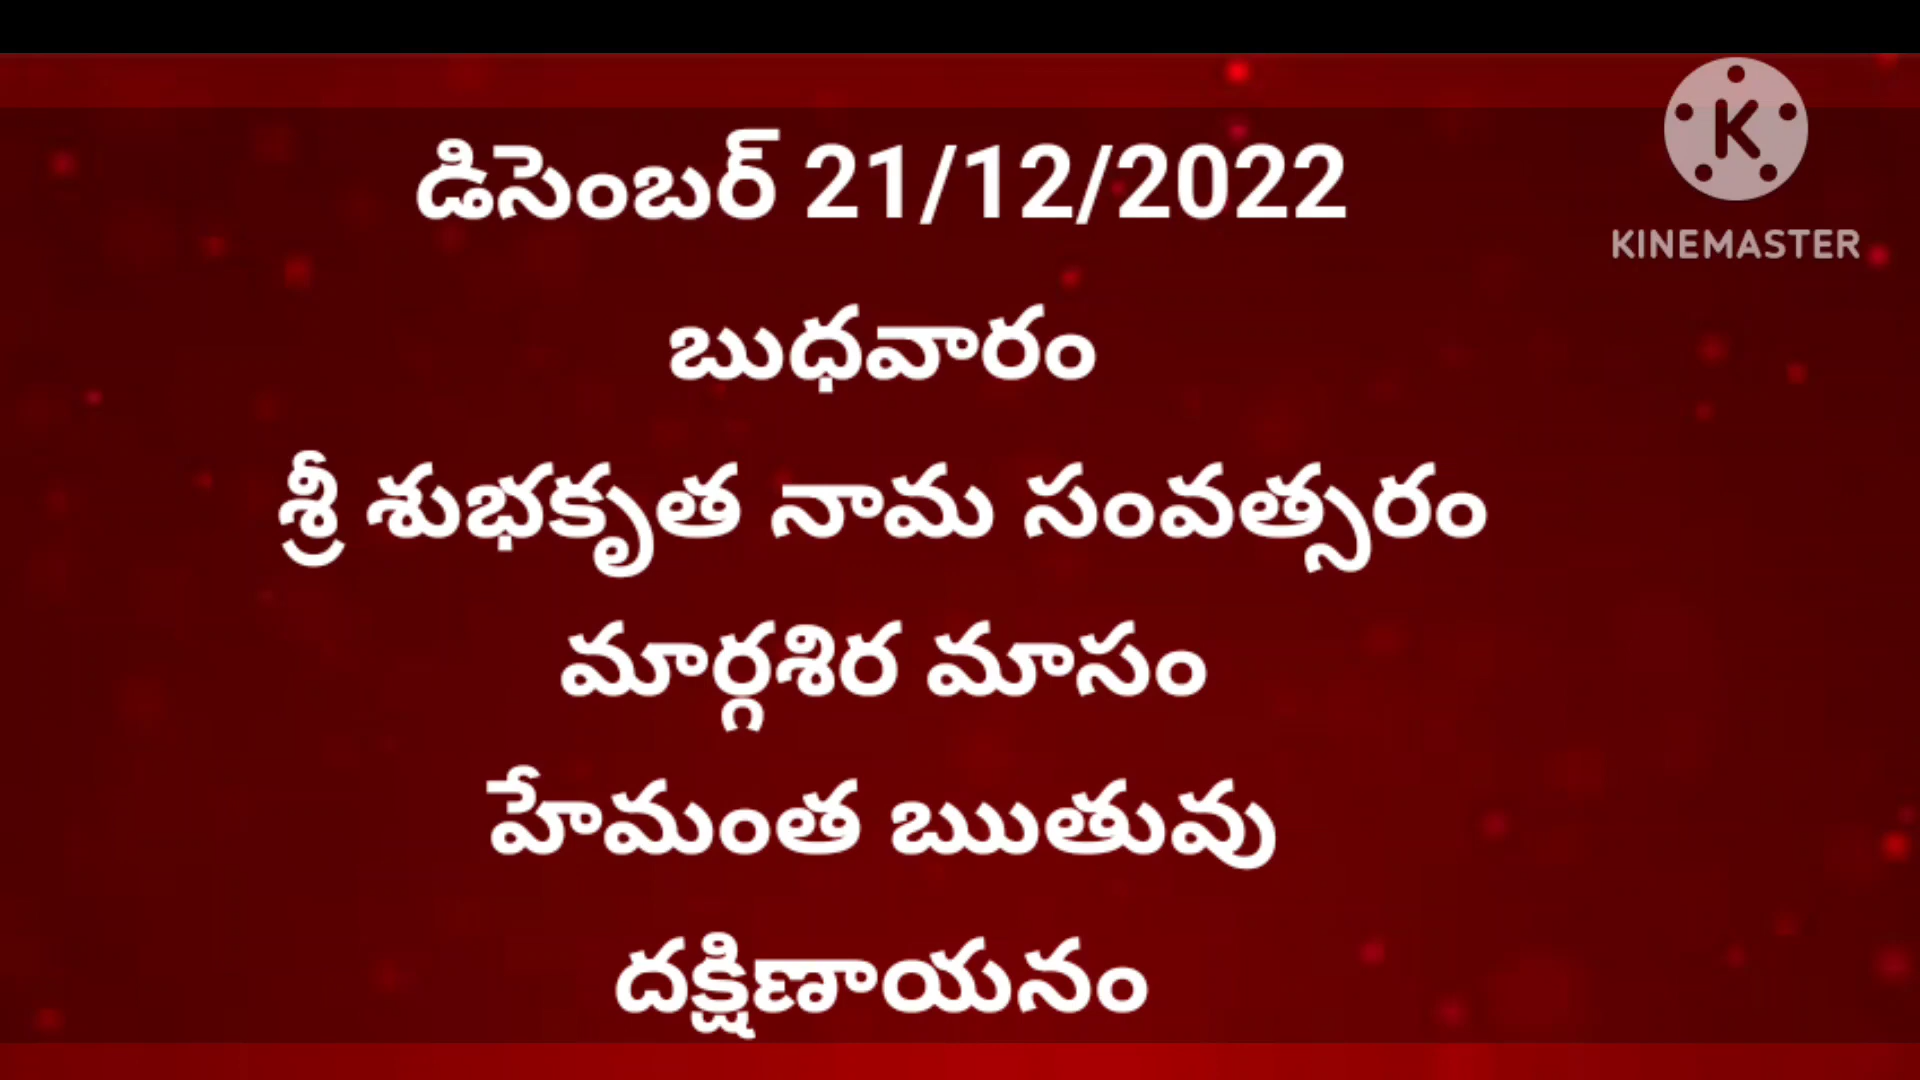 డిసెంబర్ 21/12/2022
బుధవారం
శ్రీ శుభకృత నామ సంవత్సరం
మార్గశిర మాసం
హేమంత ఋతువు
దక్షిణాయనం
K
KINEMASTER